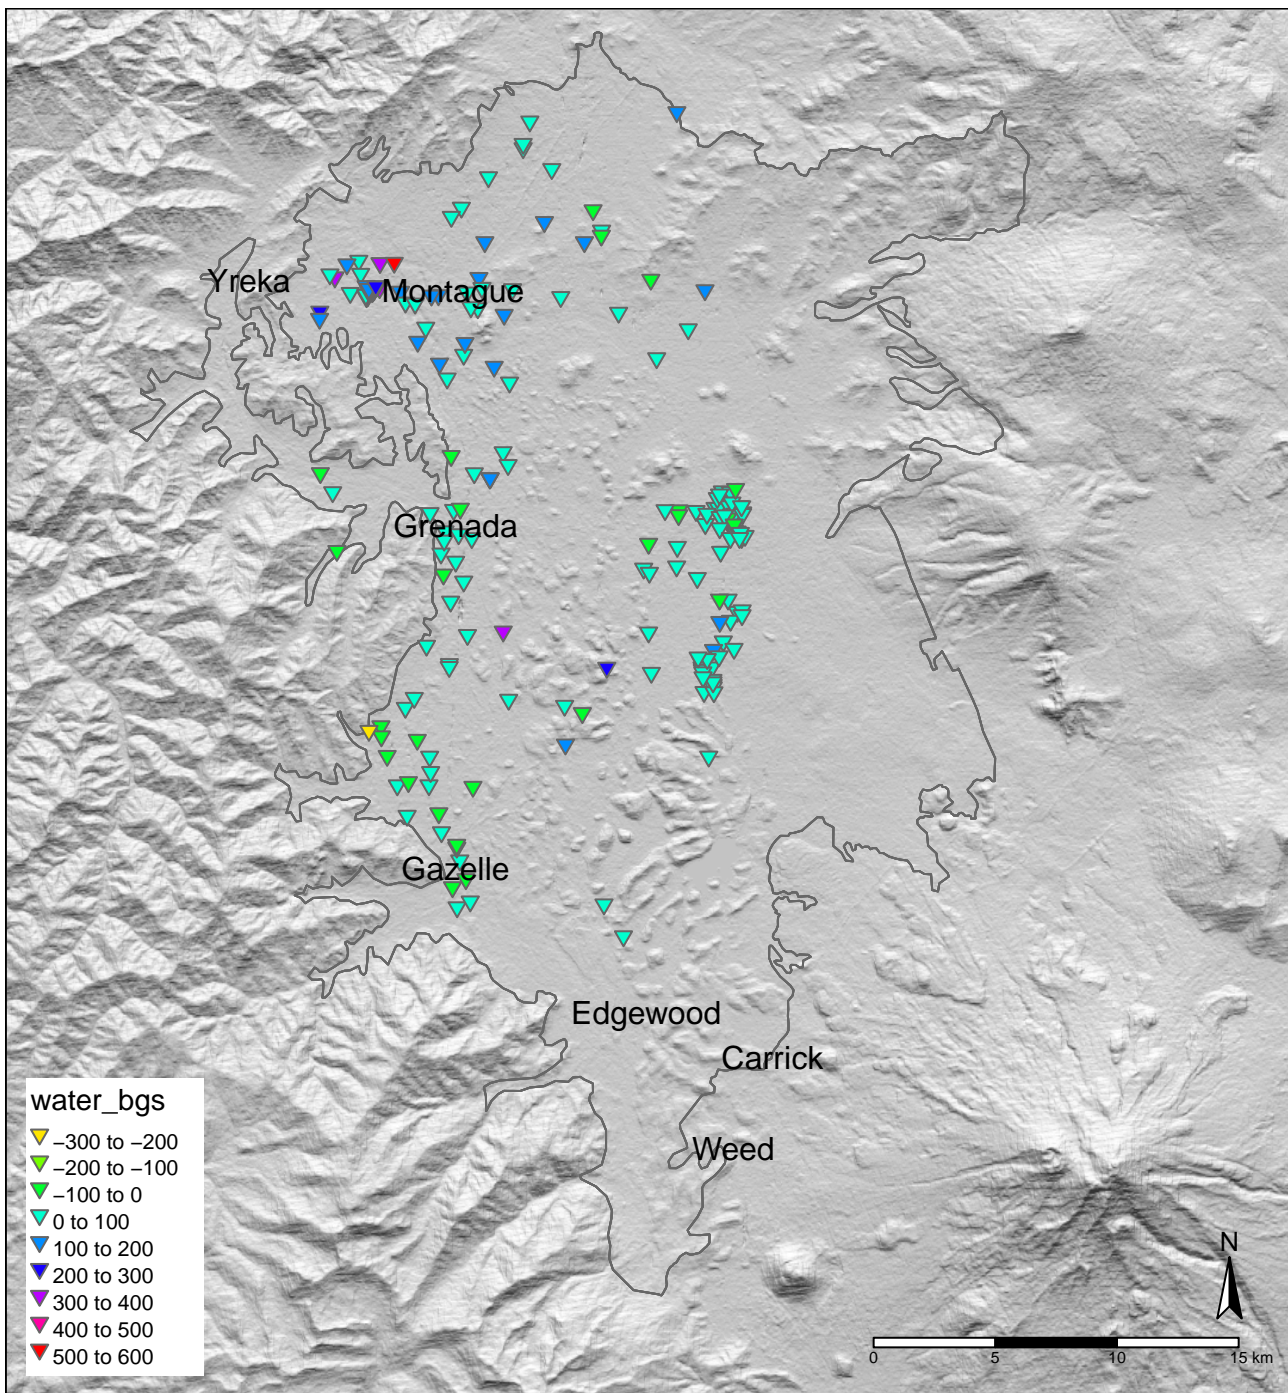 Yreka
Montague
Grenada
Gazelle
Edgewood
Carrick
Weed
water_bgs
−300 to −200
−200 to −100
−100 to 0
0 to 100
100 to 200
200 to 300
300 to 400
400 to 500
500 to 600
N
0 5 10 15 km